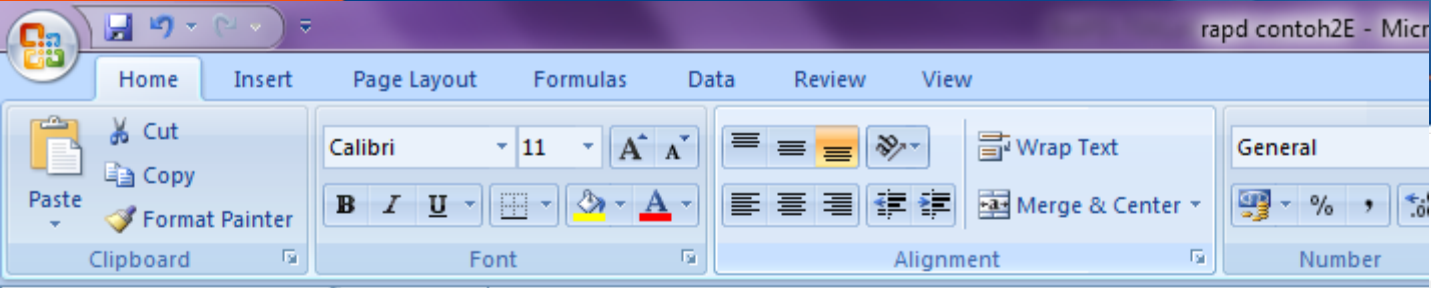 rapd contoh2E - Micr
Home Insert Page Layout Formulas Data Review View
Cut
Copy
Paste
Format Painter
Clipboard
Calibri 11 A A
B I U A
Font
Wrap Text
Merge & Center
Alignment
General
% ,
Number